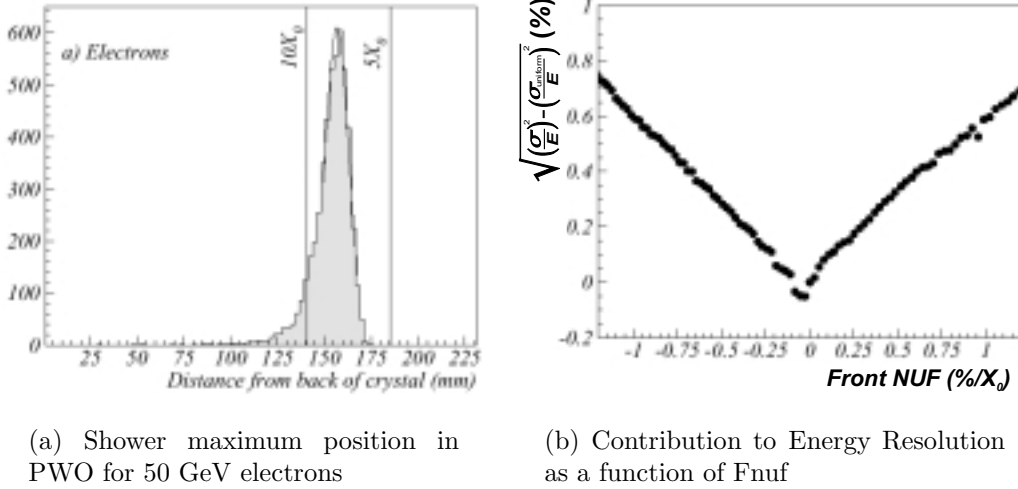 600
500
400
300
200
100
0
a) Electrons
10X₀
5X₀
25 50 75 100 125 150 175 200 225
Distance from back of crystal (mm)
√(σ/E)²-(σuniform/E)² (%)
1
0.8
0.6
0.4
0.2
0
-0.2
-1 -0.75 -0.5 -0.25 0 0.25 0.5 0.75 1
Front NUF (%/X₀)
(a) Shower maximum position in
PWO for 50 GeV electrons
(b) Contribution to Energy Resolution
as a function of Fnuf